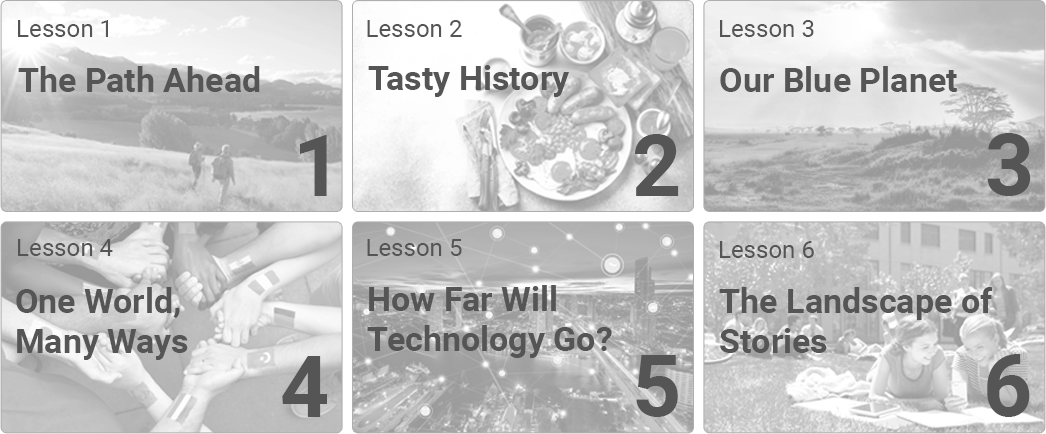 Lesson 1
The Path Ahead
1
Lesson 2
Tasty History
2
Lesson 3
Our Blue Planet
3
Lesson 4
One World,
Many Ways
4
Lesson 5
How Far Will
Technology Go?
5
Lesson 6
The Landscape of
Stories
6